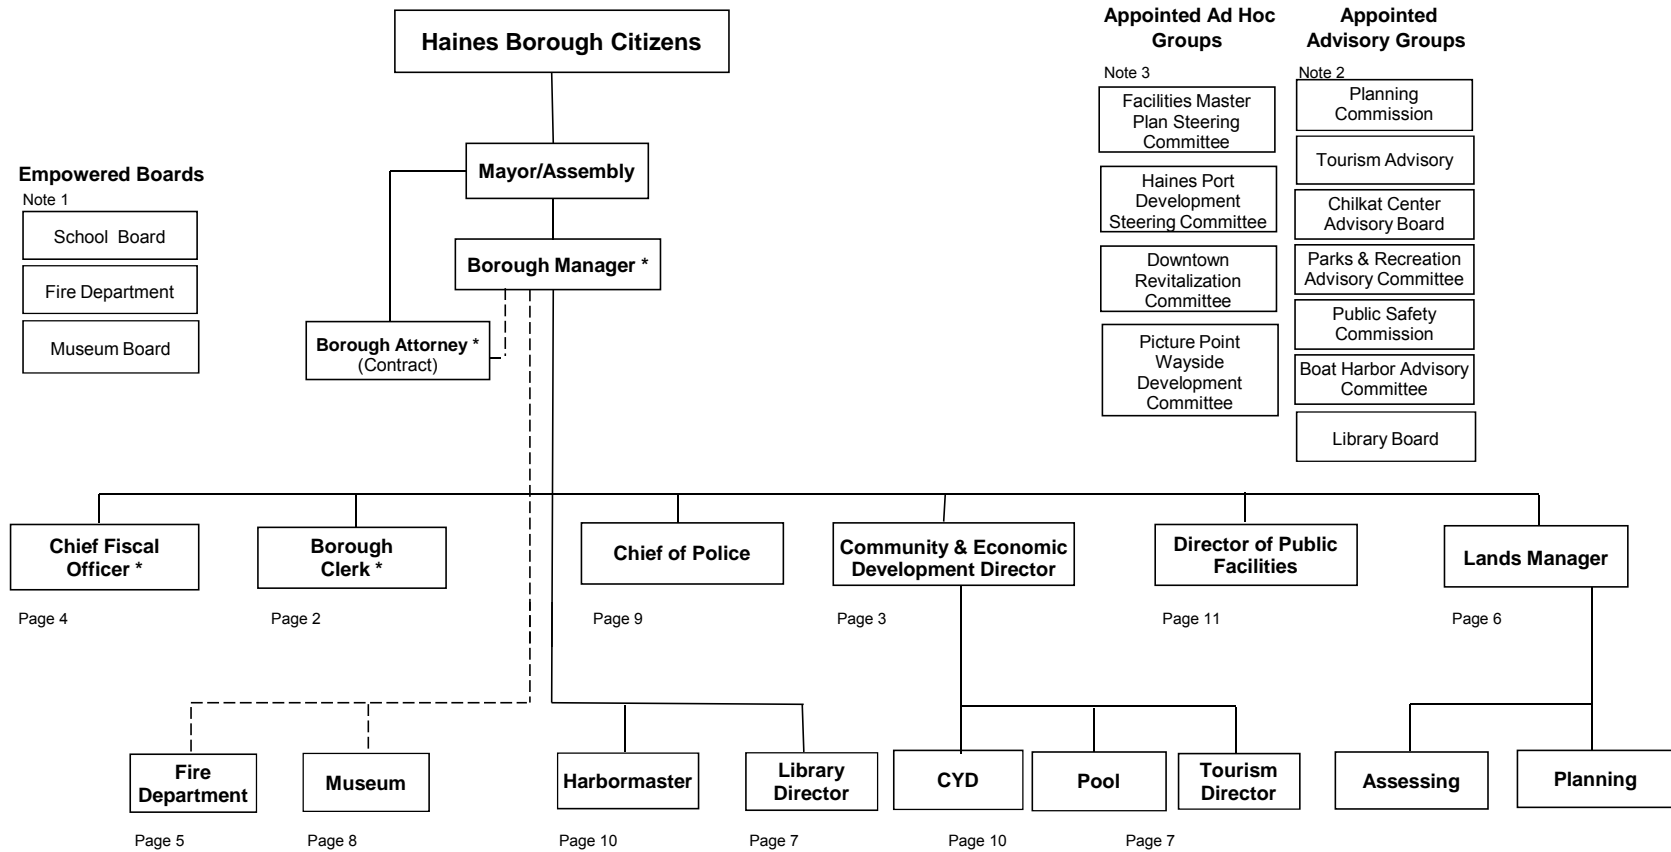 Haines Borough Citizens
Mayor/Assembly
Borough Manager *
Borough Attorney *
(Contract)
Empowered Boards
Note 1
School Board
Fire Department
Museum Board
Appointed Ad Hoc
Groups
Note 3
Facilities Master
Plan Steering
Committee
Haines Port
Development
Steering Committee
Downtown
Revitalization
Committee
Picture Point
Wayside
Development
Committee
Appointed
Advisory Groups
Note 2
Planning
Commission
Tourism Advisory
Chilkat Center
Advisory Board
Parks & Recreation
Advisory Committee
Public Safety
Commission
Boat Harbor Advisory
Committee
Library Board
Chief Fiscal
Officer *
Page 4
Borough
Clerk *
Page 2
Chief of Police
Page 9
Community & Economic
Development Director
Page 3
Director of Public
Facilities
Page 11
Lands Manager
Page 6
Fire
Department
Page 5
Museum
Page 8
Harbormaster
Page 10
Library
Director
Page 7
CYD
Pool
Page 10
Tourism
Director
Page 7
Assessing
Planning